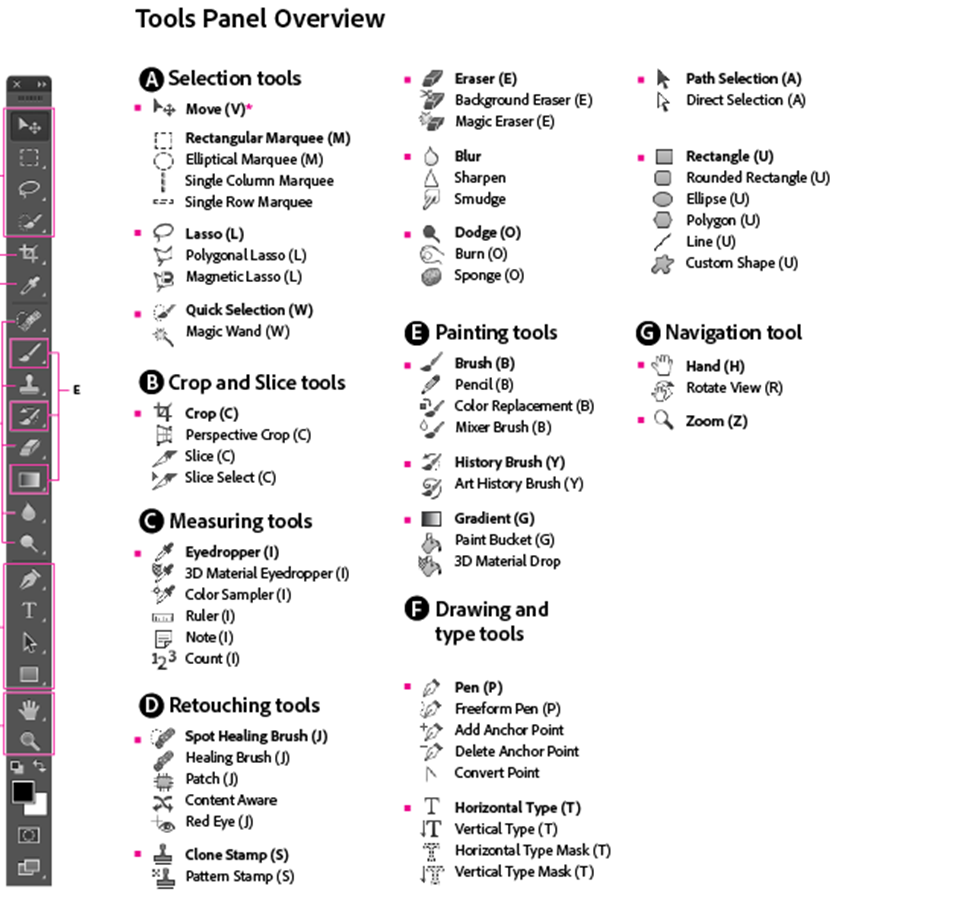 Tools Panel Overview
A Selection tools
Move (V)*
Rectangular Marquee (M)
Elliptical Marquee (M)
Single Column Marquee
Single Row Marquee
Lasso (L)
Polygonal Lasso (L)
Magnetic Lasso (L)
Quick Selection (W)
Magic Wand (W)
B Crop and Slice tools
Crop (C)
Perspective Crop (C)
Slice (C)
Slice Select (C)
C Measuring tools
Eyedropper (I)
3D Material Eyedropper (I)
Color Sampler (I)
Ruler (I)
Note (I)
Count (I)
D Retouching tools
Spot Healing Brush (J)
Healing Brush (J)
Patch (J)
Content Aware
Red Eye (J)
Clone Stamp (S)
Pattern Stamp (S)
Eraser (E)
Background Eraser (E)
Magic Eraser (E)
Blur
Sharpen
Smudge
Dodge (O)
Burn (O)
Sponge (O)
E Painting tools
Brush (B)
Pencil (B)
Color Replacement (B)
Mixer Brush (B)
History Brush (Y)
Art History Brush (Y)
Gradient (G)
Paint Bucket (G)
3D Material Drop
F Drawing and
type tools
Pen (P)
Freeform Pen (P)
Add Anchor Point
Delete Anchor Point
Convert Point
Horizontal Type (T)
Vertical Type (T)
Horizontal Type Mask (T)
Vertical Type Mask (T)
Path Selection (A)
Direct Selection (A)
Rectangle (U)
Rounded Rectangle (U)
Ellipse (U)
Polygon (U)
Line (U)
Custom Shape (U)
G Navigation tool
Hand (H)
Rotate View (R)
Zoom (Z)
E